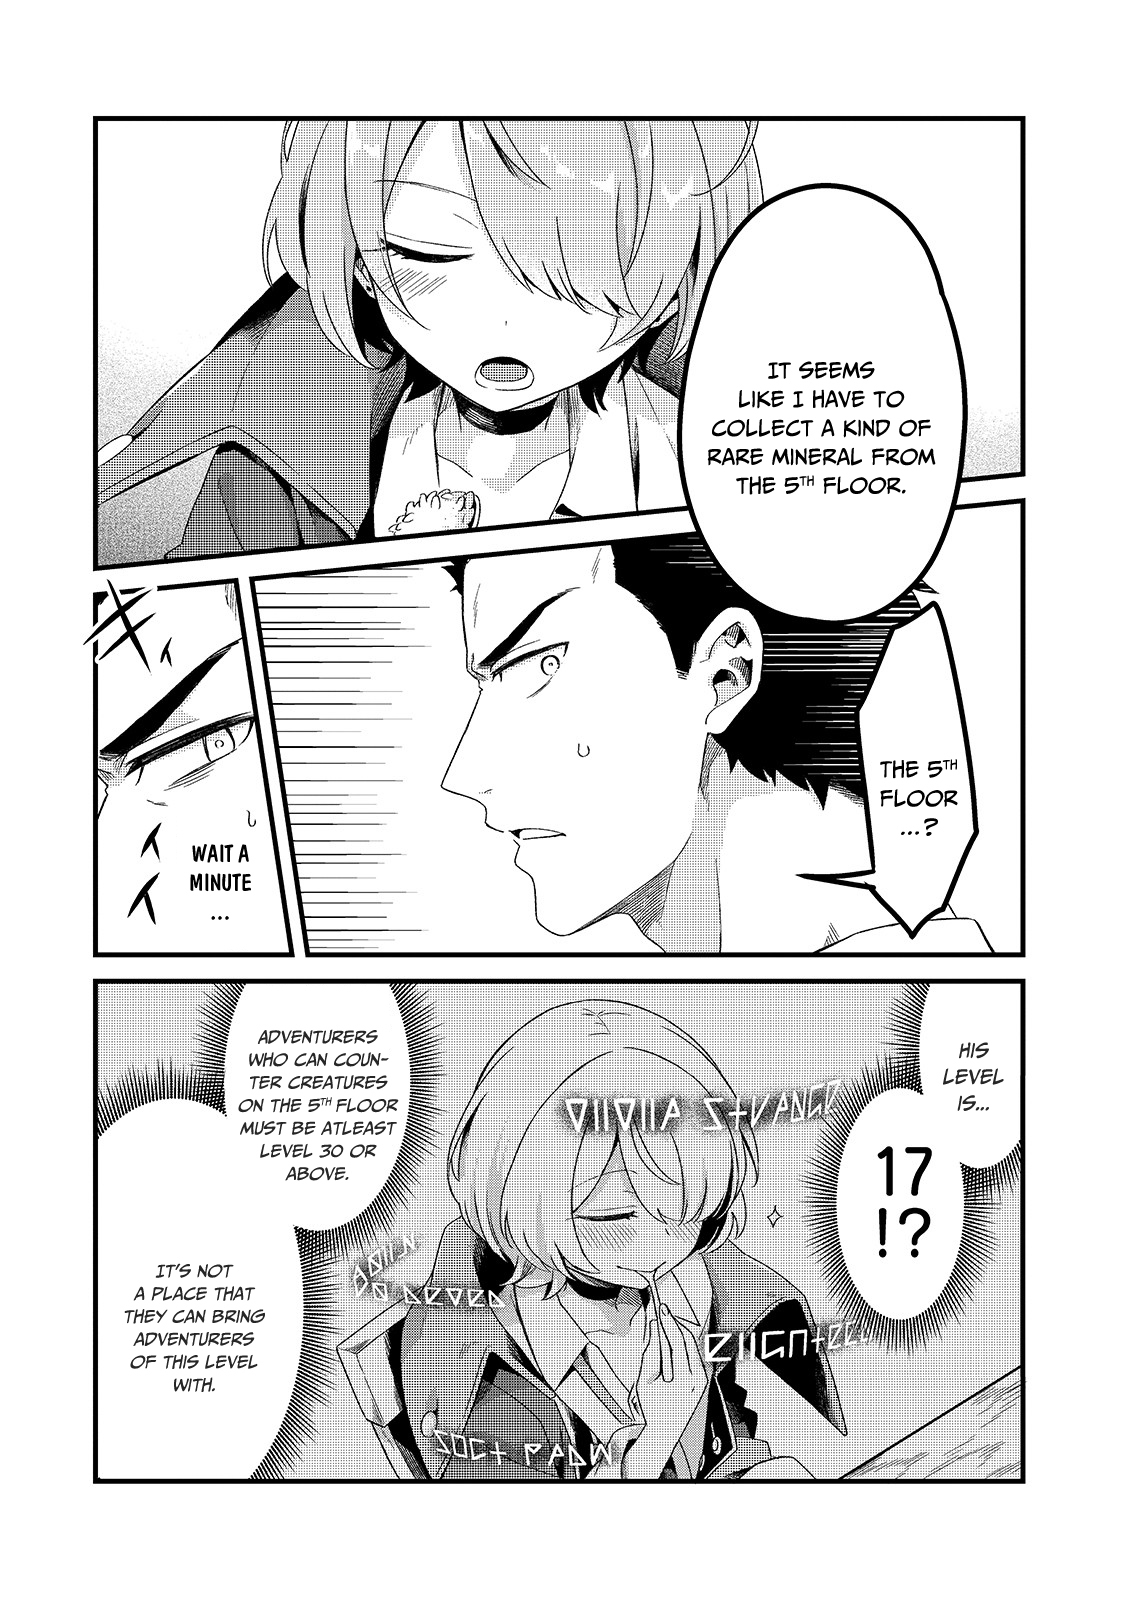 IT SEEMS
LIKE I HAVE TO
COLLECT A KIND OF
RARE MINERAL FROM
THE 5TH FLOOR.
THE 5TH
FLOOR
...?
WAIT A
MINUTE
...
HIS
LEVEL
IS...
17
!?
ADVENTURERS
WHO CAN COUN-
TER CREATURES
ON THE 5TH FLOOR
MUST BE ATLEAST
LEVEL 30 OR
ABOVE.
IT'S NOT
A PLACE THAT
THEY CAN BRING
ADVENTURERS
OF THIS LEVEL
WITH.